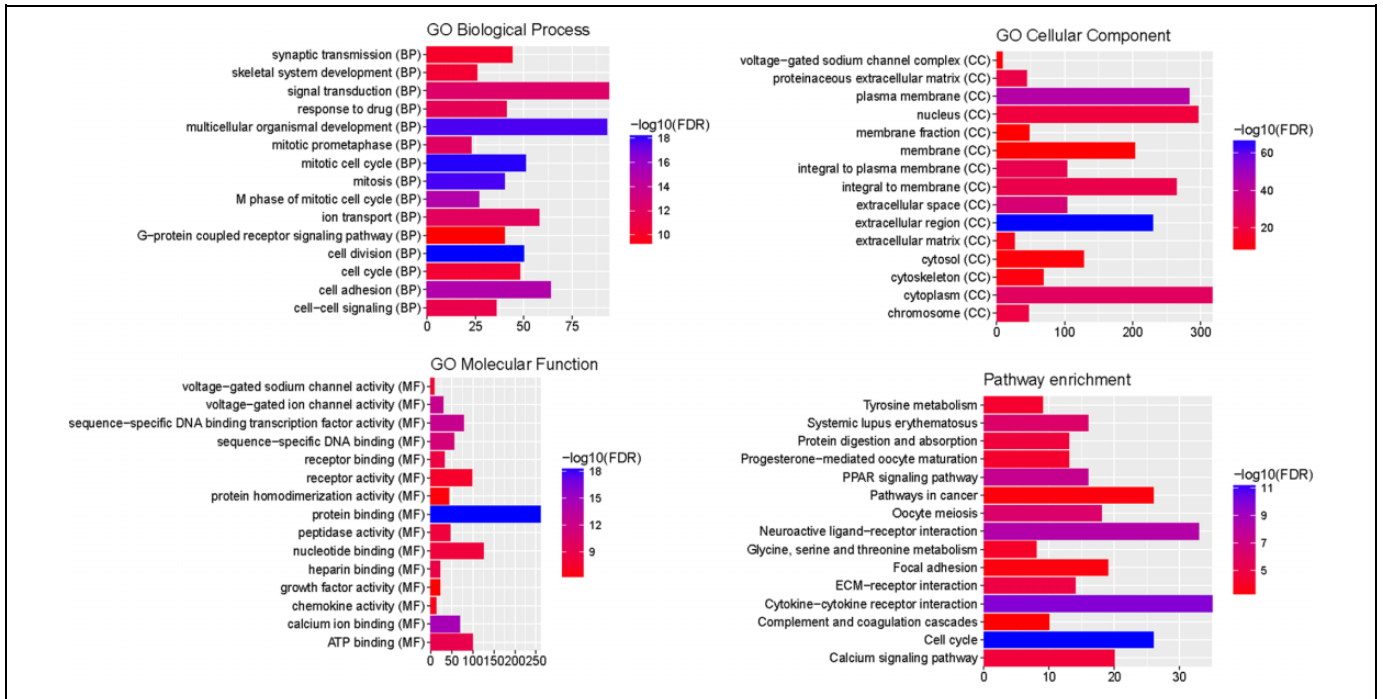 GO Biological Process
synaptic transmission (BP)
skeletal system development (BP)
signal transduction (BP)
response to drug (BP)
multicellular organismal development (BP)
mitotic prometaphase (BP)
mitotic cell cycle (BP)
mitosis (BP)
M phase of mitotic cell cycle (BP)
ion transport (BP)
G−protein coupled receptor signaling pathway (BP)
cell division (BP)
cell cycle (BP)
cell adhesion (BP)
cell−cell signaling (BP)
0 25 50 75
−log10(FDR)
18
16
14
12
10
GO Cellular Component
voltage−gated sodium channel complex (CC)
proteinaceous extracellular matrix (CC)
plasma membrane (CC)
nucleus (CC)
membrane fraction (CC)
membrane (CC)
integral to plasma membrane (CC)
integral to membrane (CC)
extracellular space (CC)
extracellular region (CC)
extracellular matrix (CC)
cytosol (CC)
cytoskeleton (CC)
cytoplasm (CC)
chromosome (CC)
0 100 200 300
−log10(FDR)
60
40
20
GO Molecular Function
voltage−gated sodium channel activity (MF)
voltage−gated ion channel activity (MF)
sequence−specific DNA binding transcription factor activity (MF)
sequence−specific DNA binding (MF)
receptor binding (MF)
receptor activity (MF)
protein homodimerization activity (MF)
protein binding (MF)
peptidase activity (MF)
nucleotide binding (MF)
heparin binding (MF)
growth factor activity (MF)
chemokine activity (MF)
calcium ion binding (MF)
ATP binding (MF)
0 50 100 150 200 250
−log10(FDR)
18
15
12
9
Pathway enrichment
Tyrosine metabolism
Systemic lupus erythematosus
Protein digestion and absorption
Progesterone−mediated oocyte maturation
PPAR signaling pathway
Pathways in cancer
Oocyte meiosis
Neuroactive ligand−receptor interaction
Glycine, serine and threonine metabolism
Focal adhesion
ECM−receptor interaction
Cytokine−cytokine receptor interaction
Complement and coagulation cascades
Cell cycle
Calcium signaling pathway
0 10 20 30
−log10(FDR)
11
9
7
5